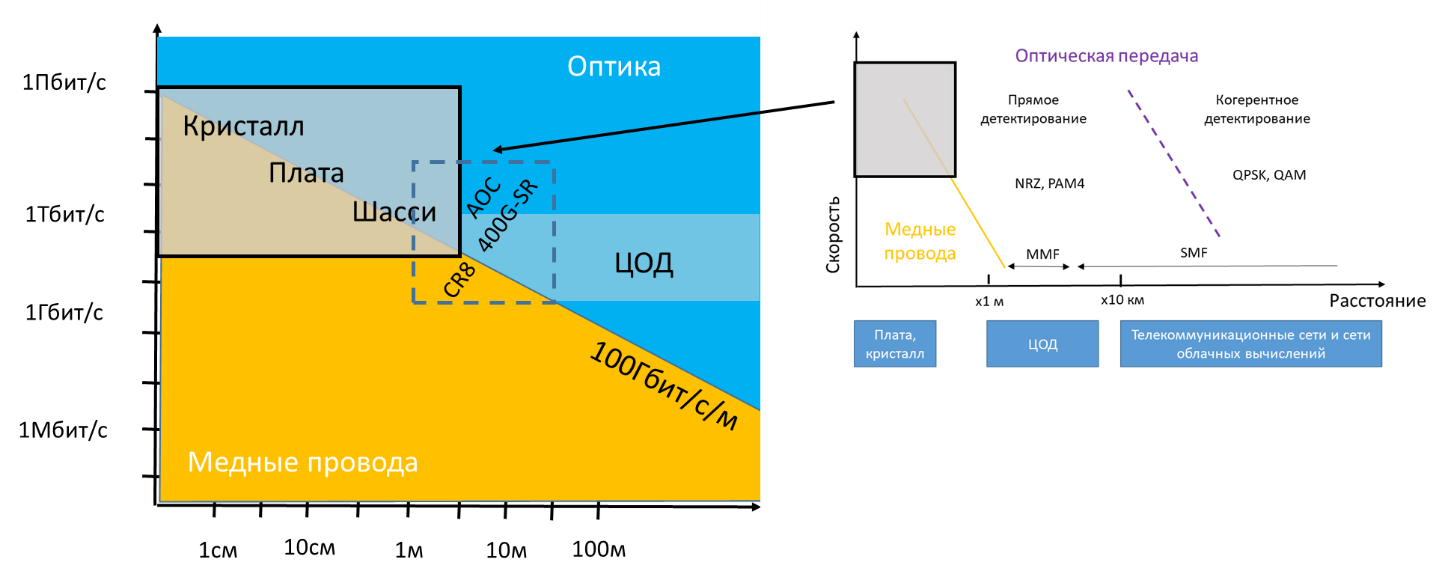 1Пбит/с
1Тбит/с
1Гбит/с
1Мбит/с
Оптика
Кристалл
Плата
Шасси
AOC
400G-SR
CR8
ЦОД
100Гбит/с/м
Медные провода
1см
10см
1м
10м
100м
Оптическая передача
Прямое
детектирование
Когерентное
детектирование
NRZ, PAM4
QPSK, QAM
Скорость
Медные
провода
MMF
SMF
x1 м
x10 км
Расстояние
Плата,
кристалл
ЦОД
Телекоммуникационные сети и сети
облачных вычислений